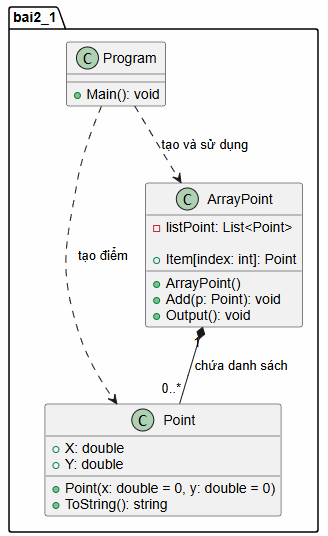 bai2_1
C Program
Main(): void
tạo và sử dụng
C ArrayPoint
listPoint: List<Point>
Item[index: int]: Point
ArrayPoint()
Add(p: Point): void
Output(): void
tạo điểm
1
chứa danh sách
0..*
C Point
X: double
Y: double
Point(x: double = 0, y: double = 0)
ToString(): string